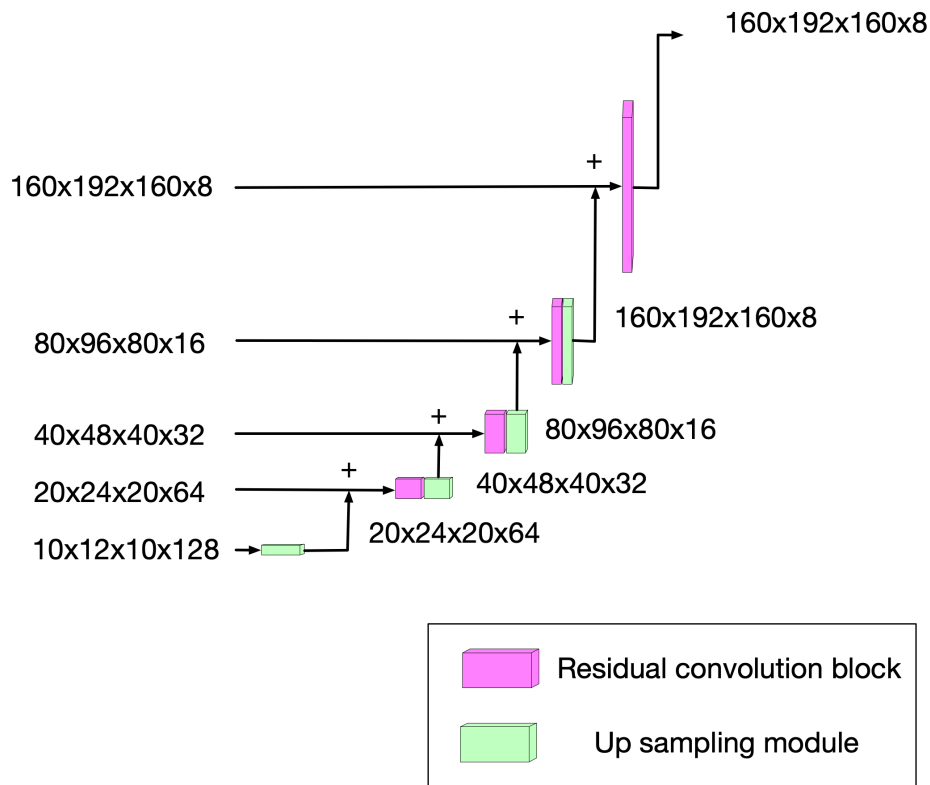 160x192x160x8
+
160x192x160x8
160x192x160x8
+
80x96x80x16
+
40x48x40x32
80x96x80x16
+
20x24x20x64
40x48x40x32
20x24x20x64
10x12x10x128
Residual convolution block
Up sampling module